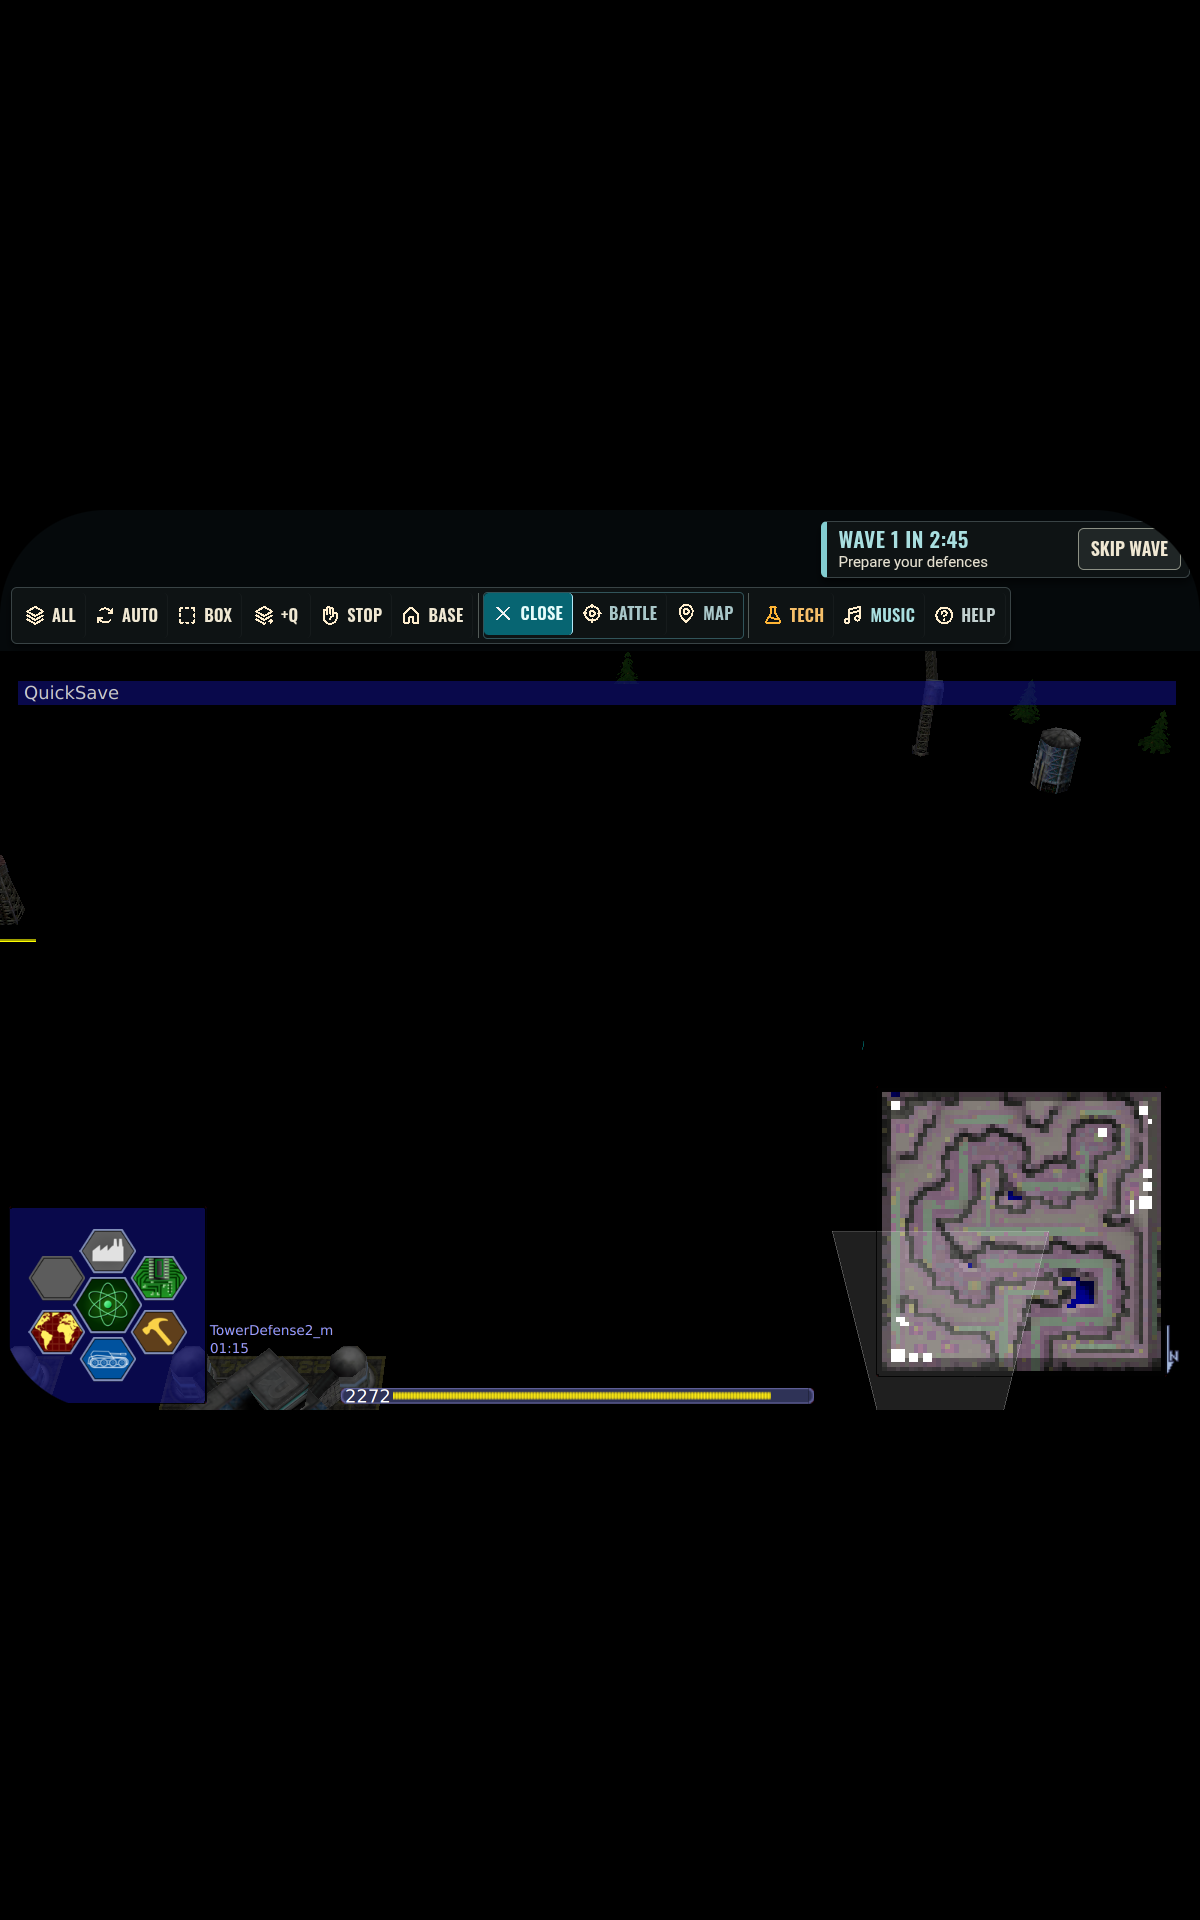 WAVE 1 IN 2:45
Prepare your defences
SKIP WAVE
ALL AUTO BOX +Q STOP BASE CLOSE BATTLE MAP TECH MUSIC HELP
QuickSave
TowerDefense2_m
01:15
2272
N